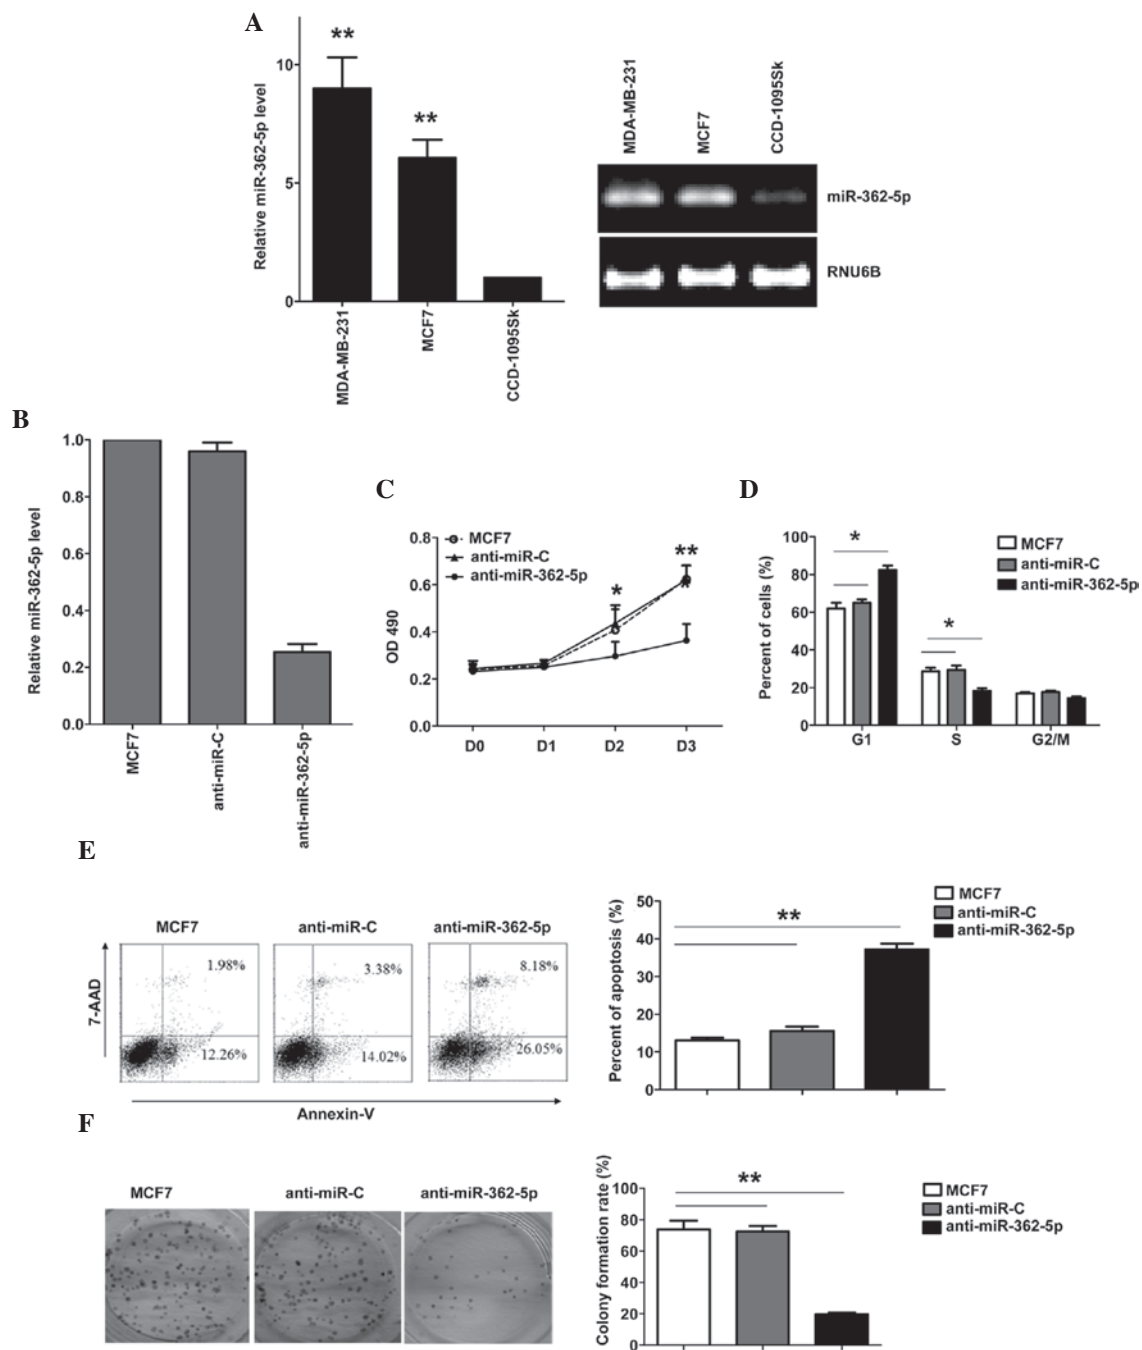 A
**
**
10
5
0
Relative miR-362-5p level
MDA-MB-231
MCF7
CCD-1095Sk
MDA-MB-231
MCF7
CCD-1095Sk
miR-362-5p
RNU6B
B
1.0
0.8
0.6
0.4
0.2
0.0
Relative miR-362-5p level
MCF7
anti-miR-C
anti-miR-362-5p
C
0.8
0.6
0.4
0.2
0.0
OD 490
MCF7
anti-miR-C
anti-miR-362-5p
*
**
D0
D1
D2
D3
D
100
80
60
40
20
0
Percent of cells (%)
*
*
MCF7
anti-miR-C
anti-miR-362-5p
G1
S
G2/M
E
MCF7
anti-miR-C
anti-miR-362-5p
7-AAD
1.98%
12.26%
3.38%
14.02%
8.18%
26.05%
Annexin-V
50
40
30
20
10
0
Percent of apoptosis (%)
**
MCF7
anti-miR-C
anti-miR-362-5p
F
MCF7
anti-miR-C
anti-miR-362-5p
100
80
60
40
20
0
Colony formation rate (%)
**
MCF7
anti-miR-C
anti-miR-362-5p